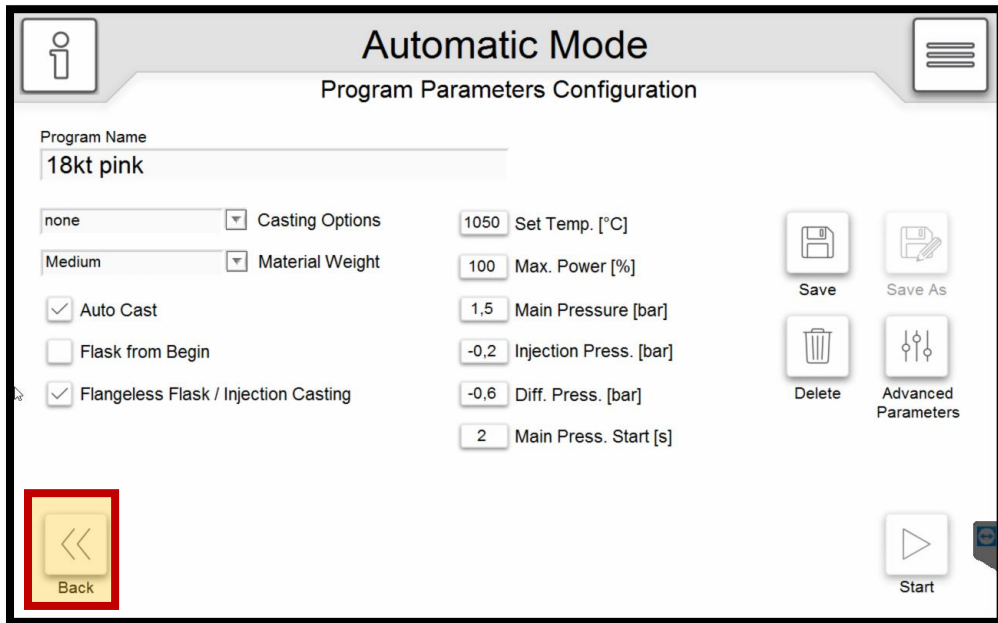 Automatic Mode
Program Parameters Configuration
Program Name
18kt pink
none
Casting Options
Medium
Material Weight
Auto Cast
Flask from Begin
Flangeless Flask / Injection Casting
1050 Set Temp. [°C]
100 Max. Power [%]
1,5 Main Pressure [bar]
-0,2 Injection Press. [bar]
-0,6 Diff. Press. [bar]
2 Main Press. Start [s]
Save
Save As
Delete
Advanced
Parameters
Back
Start